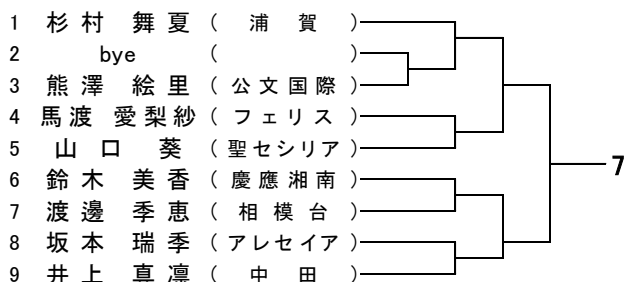 1 杉村 舞夏 ( 浦賀 )
2 bye ( )
3 熊澤 絵里 ( 公文国際 )
4 馬渡 愛梨紗 ( フェリス )
5 山口 葵 ( 聖セシリア )
6 鈴木 美香 ( 慶應湘南 )
7 渡邊 季恵 ( 相模台 )
8 坂本 瑞季 ( アレセイア )
9 井上 真凛 ( 中田 )
7